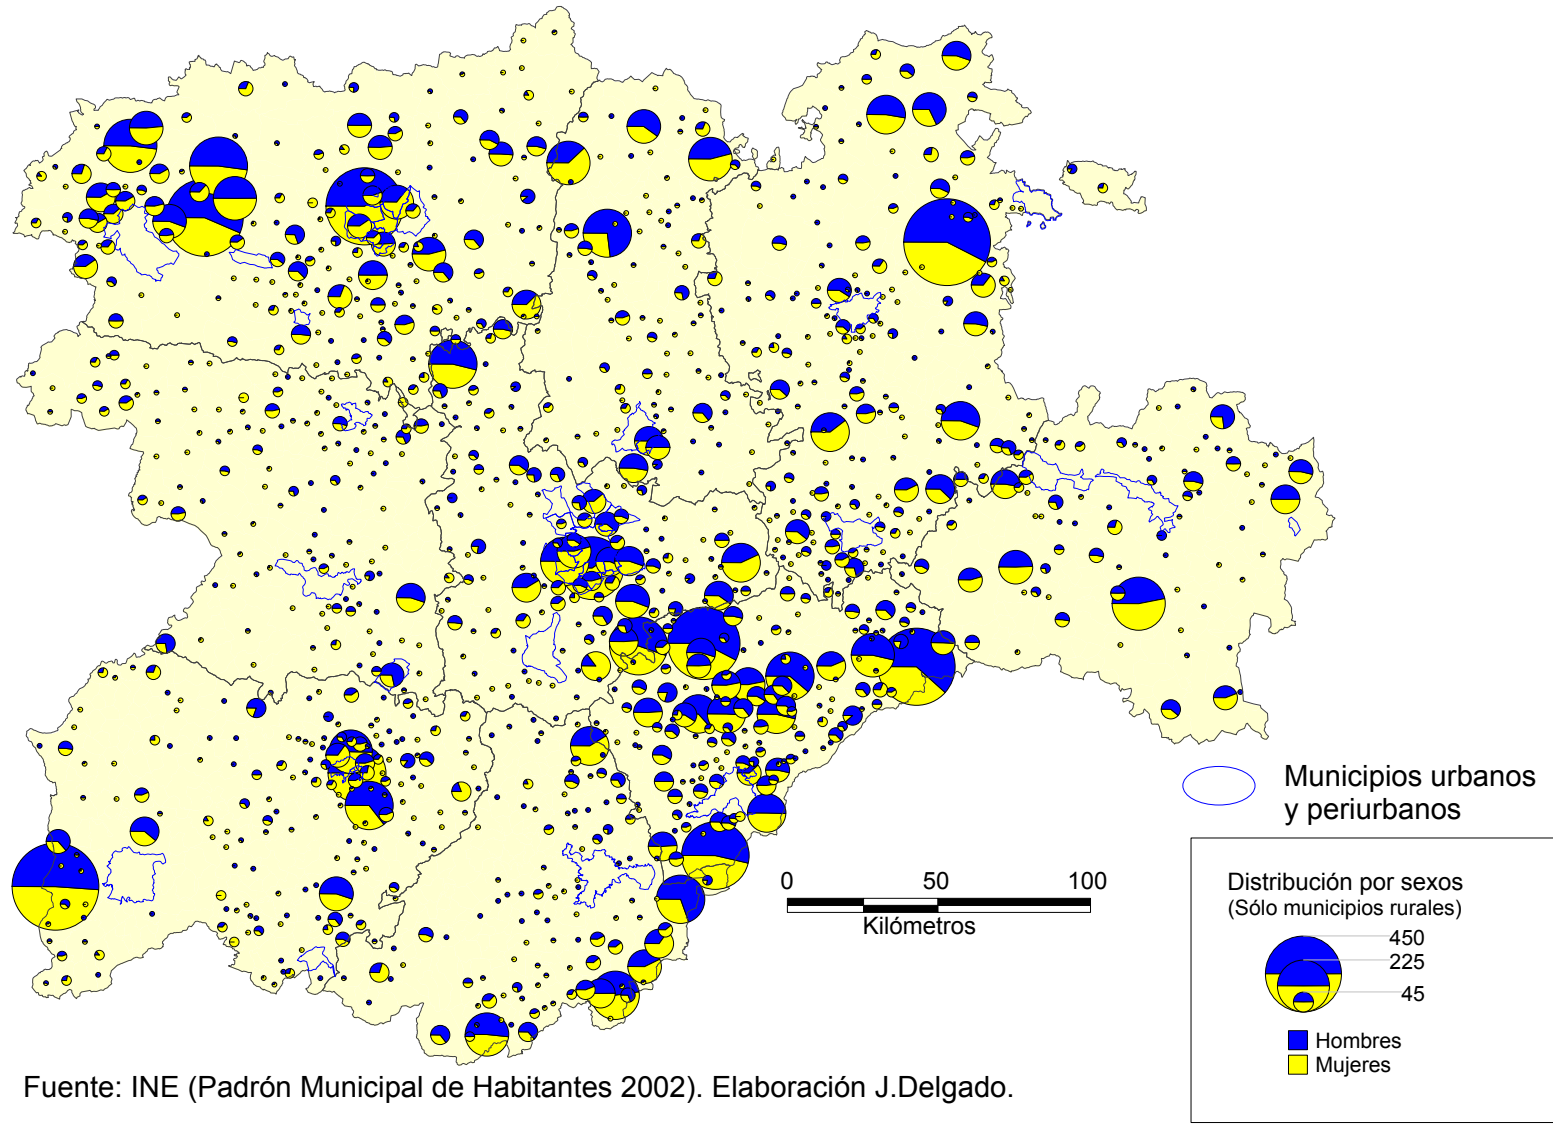 Municipios urbanos
y periurbanos
0 50 100
Kilómetros
Distribución por sexos
(Sólo municipios rurales)
450
225
45
Hombres
Mujeres
Fuente: INE (Padrón Municipal de Habitantes 2002). Elaboración J.Delgado.